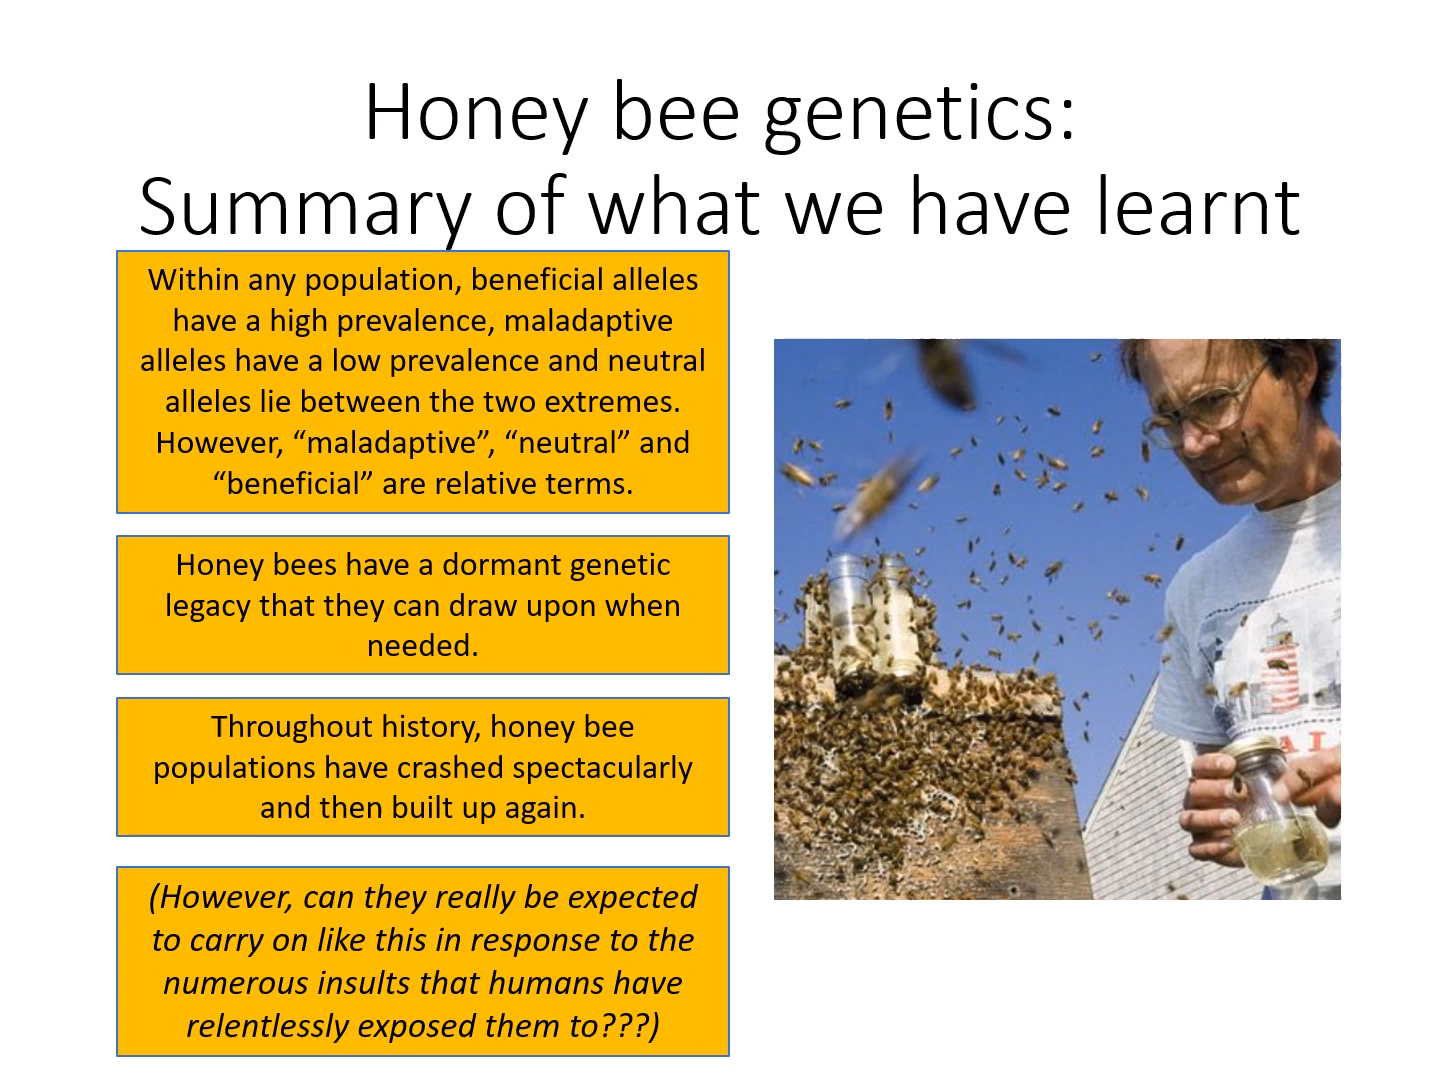 Honey bee genetics:
Summary of what we have learnt
Within any population, beneficial alleles
have a high prevalence, maladaptive
alleles have a low prevalence and neutral
alleles lie between the two extremes.
However, “maladaptive”, “neutral” and
“beneficial” are relative terms.
Honey bees have a dormant genetic
legacy that they can draw upon when
needed.
Throughout history, honey bee
populations have crashed spectacularly
and then built up again.
(However, can they really be expected
to carry on like this in response to the
numerous insults that humans have
relentlessly exposed them to???)